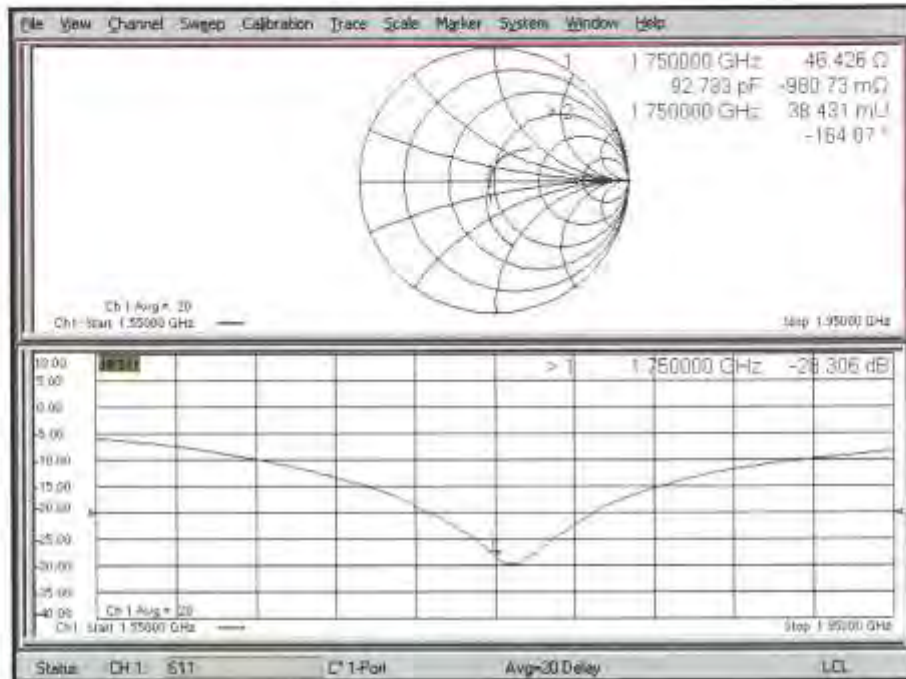 File View Channel Sweep Calibration Trace Scale Marker System Window Help
1 1.750000 GHz 46.426 Ω
92.733 pF -980.73 mΩ
> 2 1.750000 GHz 38.431 mU
-164.07 °
Ch 1 Avg = 20
Ch1: Start 1.55000 GHz
Stop 1.95000 GHz
10.00
> 1 1.750000 GHz -28.306 dB
5.00
0.00
-5.00
-10.00
-15.00
-20.00
-25.00
-30.00
-35.00
-40.00
1
Ch 1 Avg = 20
Ch1: Start 1.55000 GHz
Stop 1.95000 GHz
Status CH 1: S11 C* 1-Port Avg=20 Delay LCL